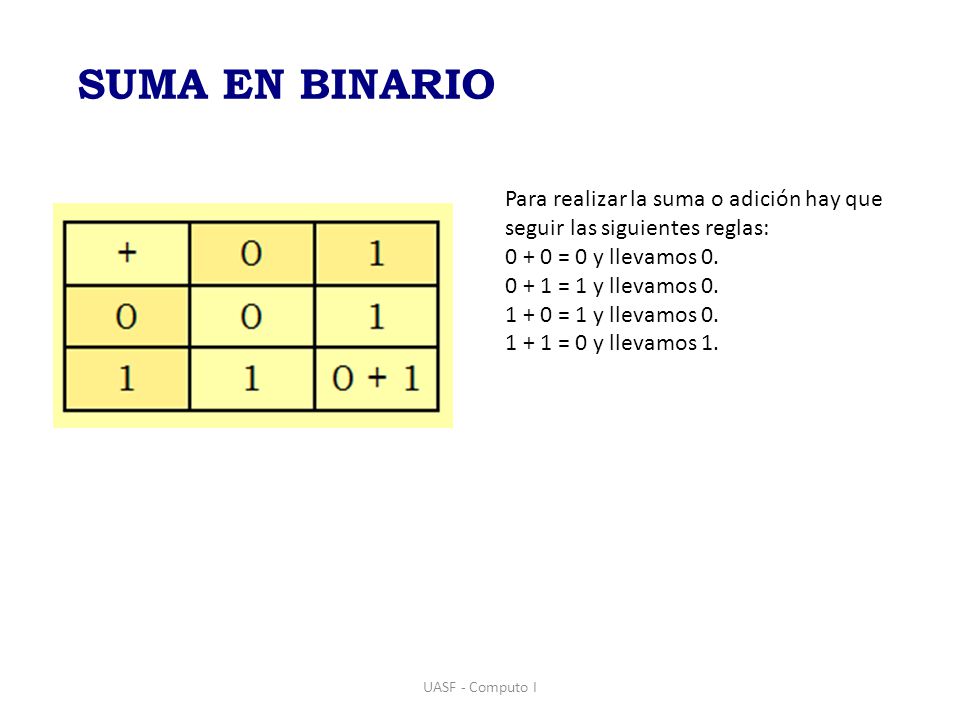 SUMA EN BINARIO
+ 0 1
0 0 1
1 1 0 + 1
Para realizar la suma o adición hay que
seguir las siguientes reglas:
0 + 0 = 0 y llevamos 0.
0 + 1 = 1 y llevamos 0.
1 + 0 = 1 y llevamos 0.
1 + 1 = 0 y llevamos 1.
UASF - Computo I